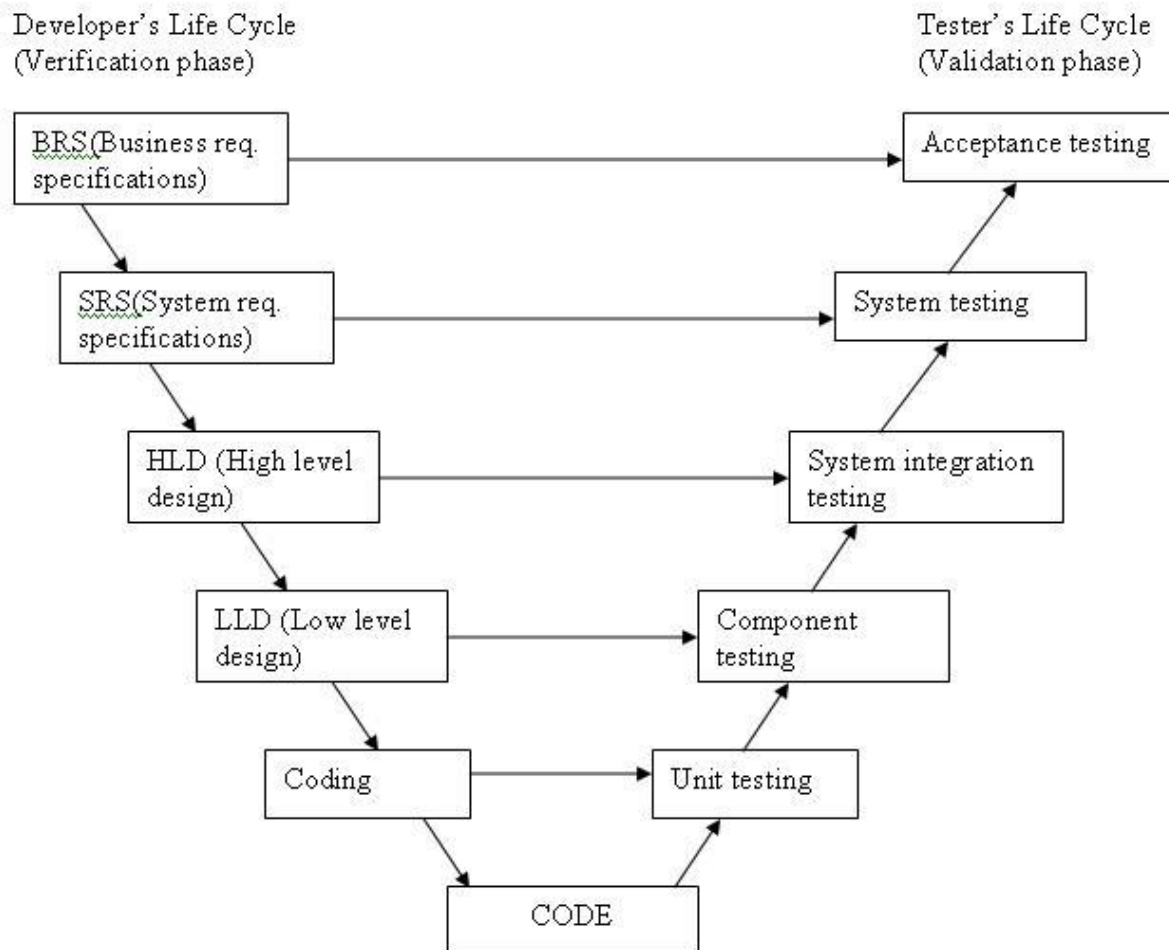 Developer's Life Cycle
(Verification phase)
Tester's Life Cycle
(Validation phase)
BRS(Business req.
specifications)
Acceptance testing
SRS(System req.
specifications)
System testing
HLD (High level
design)
System integration
testing
LLD (Low level
design)
Component
testing
Coding
Unit testing
CODE